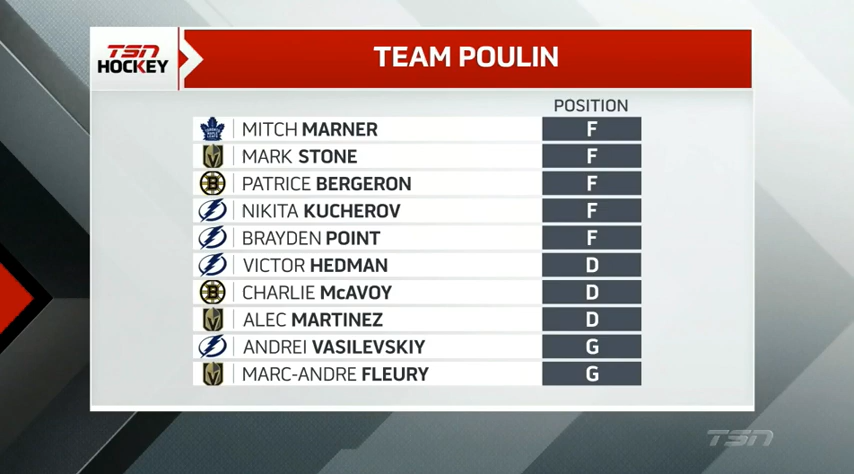 TSN
HOCKEY
TEAM POULIN
POSITION
MITCH MARNER F
MARK STONE F
PATRICE BERGERON F
NIKITA KUCHEROV F
BRAYDEN POINT F
VICTOR HEDMAN D
CHARLIE McAVOY D
ALEC MARTINEZ D
ANDREI VASILEVSKIY G
MARC-ANDRE FLEURY G
TSN